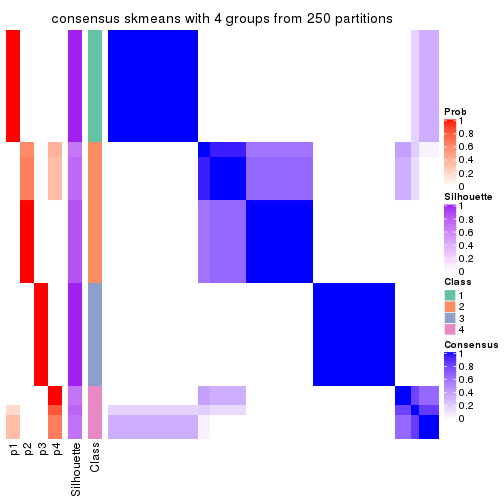 consensus skmeans with 4 groups from 250 partitions
Prob
1
0.8
0.6
0.4
0.2
0
Silhouette
1
0.8
0.6
0.4
0.2
0
Class
1
2
3
4
Consensus
1
0.8
0.6
0.4
0.2
0
p1
p2
p3
p4
Silhouette
Class